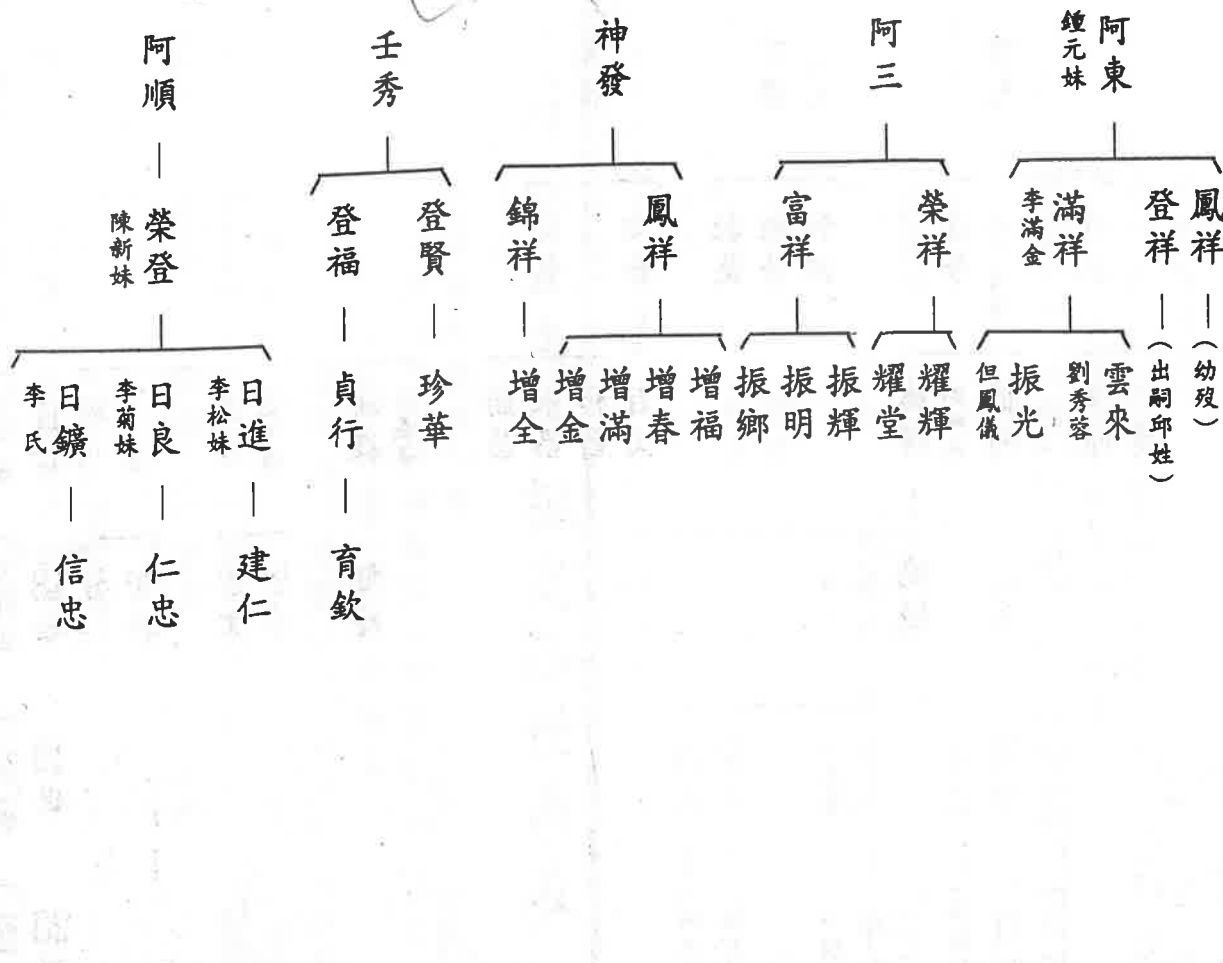 阿東
鍾元妹
阿三
神發
壬秀
阿順
鳳祥
登祥
滿祥
李滿金
榮祥
富祥
鳳祥
錦祥
登賢
登福
榮登
陳新妹
(幼歿)
(出嗣邱姓)
雲來
劉秀蓉
振光
但鳳儀
耀輝
耀堂
振輝
振明
振鄉
增福
增春
增滿
增金
增全
珍華
貞行
日進
李松妹
日良
李菊妹
日鑛
李氏
育欽
建仁
仁忠
信忠